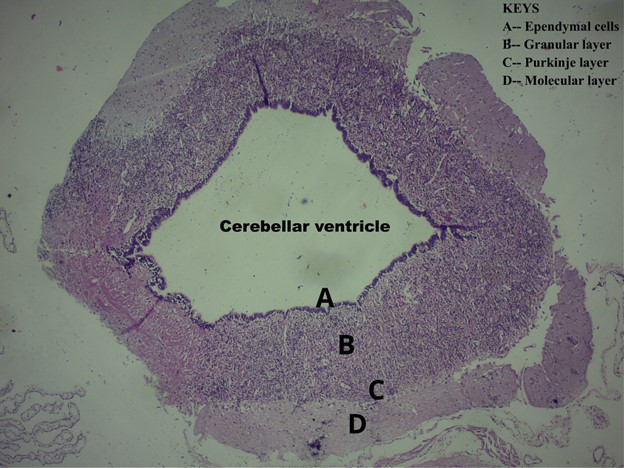 KEYS
A-- Ependymal cells
B-- Granular layer
C-- Purkinje layer
D-- Molecular layer
Cerebellar ventricle
A
B
C
D